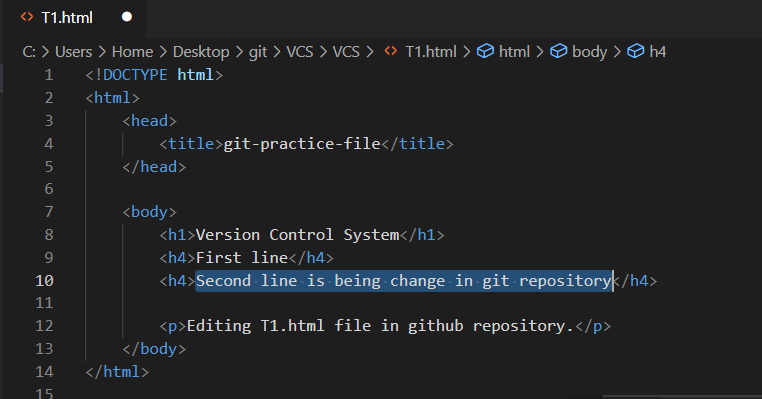 T1.html
C: > Users > Home > Desktop > git > VCS > VCS > T1.html > html > body > h4
1 <!DOCTYPE html>
2 <html>
3 <head>
4 <title>git-practice-file</title>
5 </head>
6
7 <body>
8 <h1>Version Control System</h1>
9 <h4>First line</h4>
10 <h4>Second line is being change in git repository</h4>
11
12 <p>Editing T1.html file in github repository.</p>
13 </body>
14 </html>
15